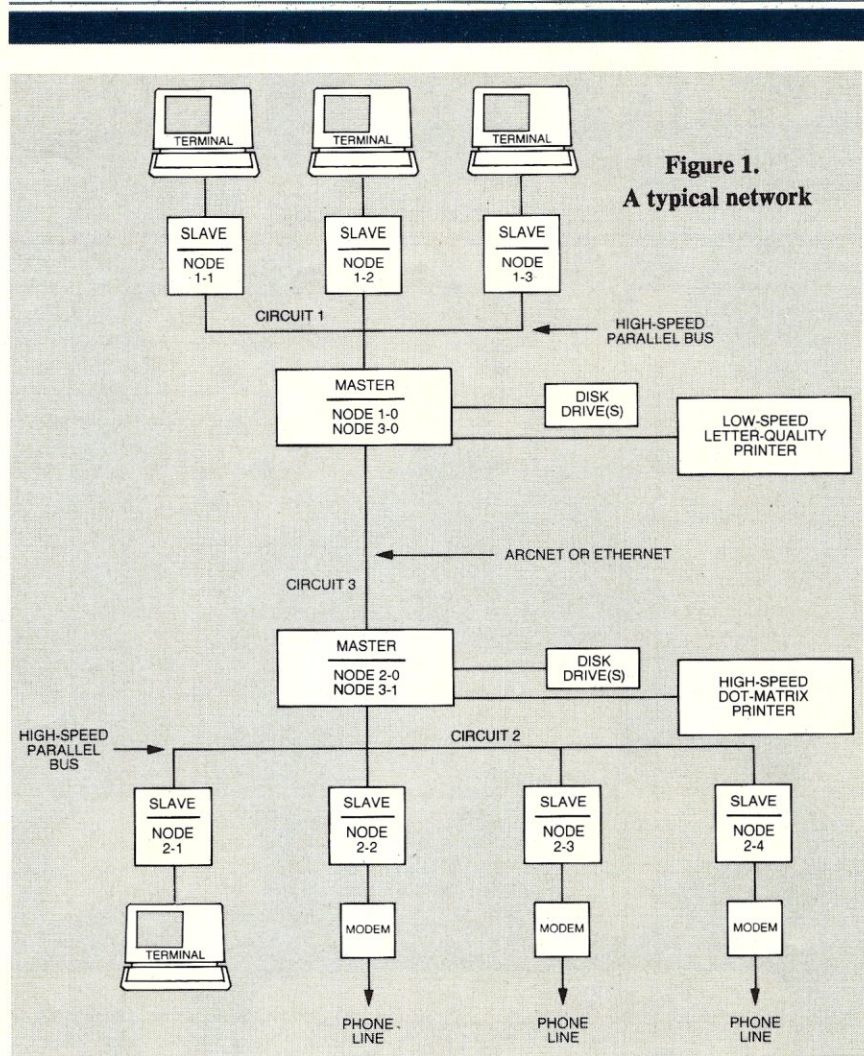 TERMINAL
TERMINAL
TERMINAL
Figure 1.
A typical network
SLAVE
NODE
1-1
SLAVE
NODE
1-2
SLAVE
NODE
1-3
CIRCUIT 1
HIGH-SPEED
PARALLEL BUS
MASTER
NODE 1-0
NODE 3-0
DISK
DRIVE(S)
LOW-SPEED
LETTER-QUALITY
PRINTER
ARCNET OR ETHERNET
CIRCUIT 3
MASTER
NODE 2-0
NODE 3-1
DISK
DRIVE(S)
HIGH-SPEED
DOT-MATRIX
PRINTER
HIGH-SPEED
PARALLEL
BUS
CIRCUIT 2
SLAVE
NODE
2-1
SLAVE
NODE
2-2
SLAVE
NODE
2-3
SLAVE
NODE
2-4
TERMINAL
MODEM
MODEM
MODEM
PHONE
LINE
PHONE
LINE
PHONE
LINE